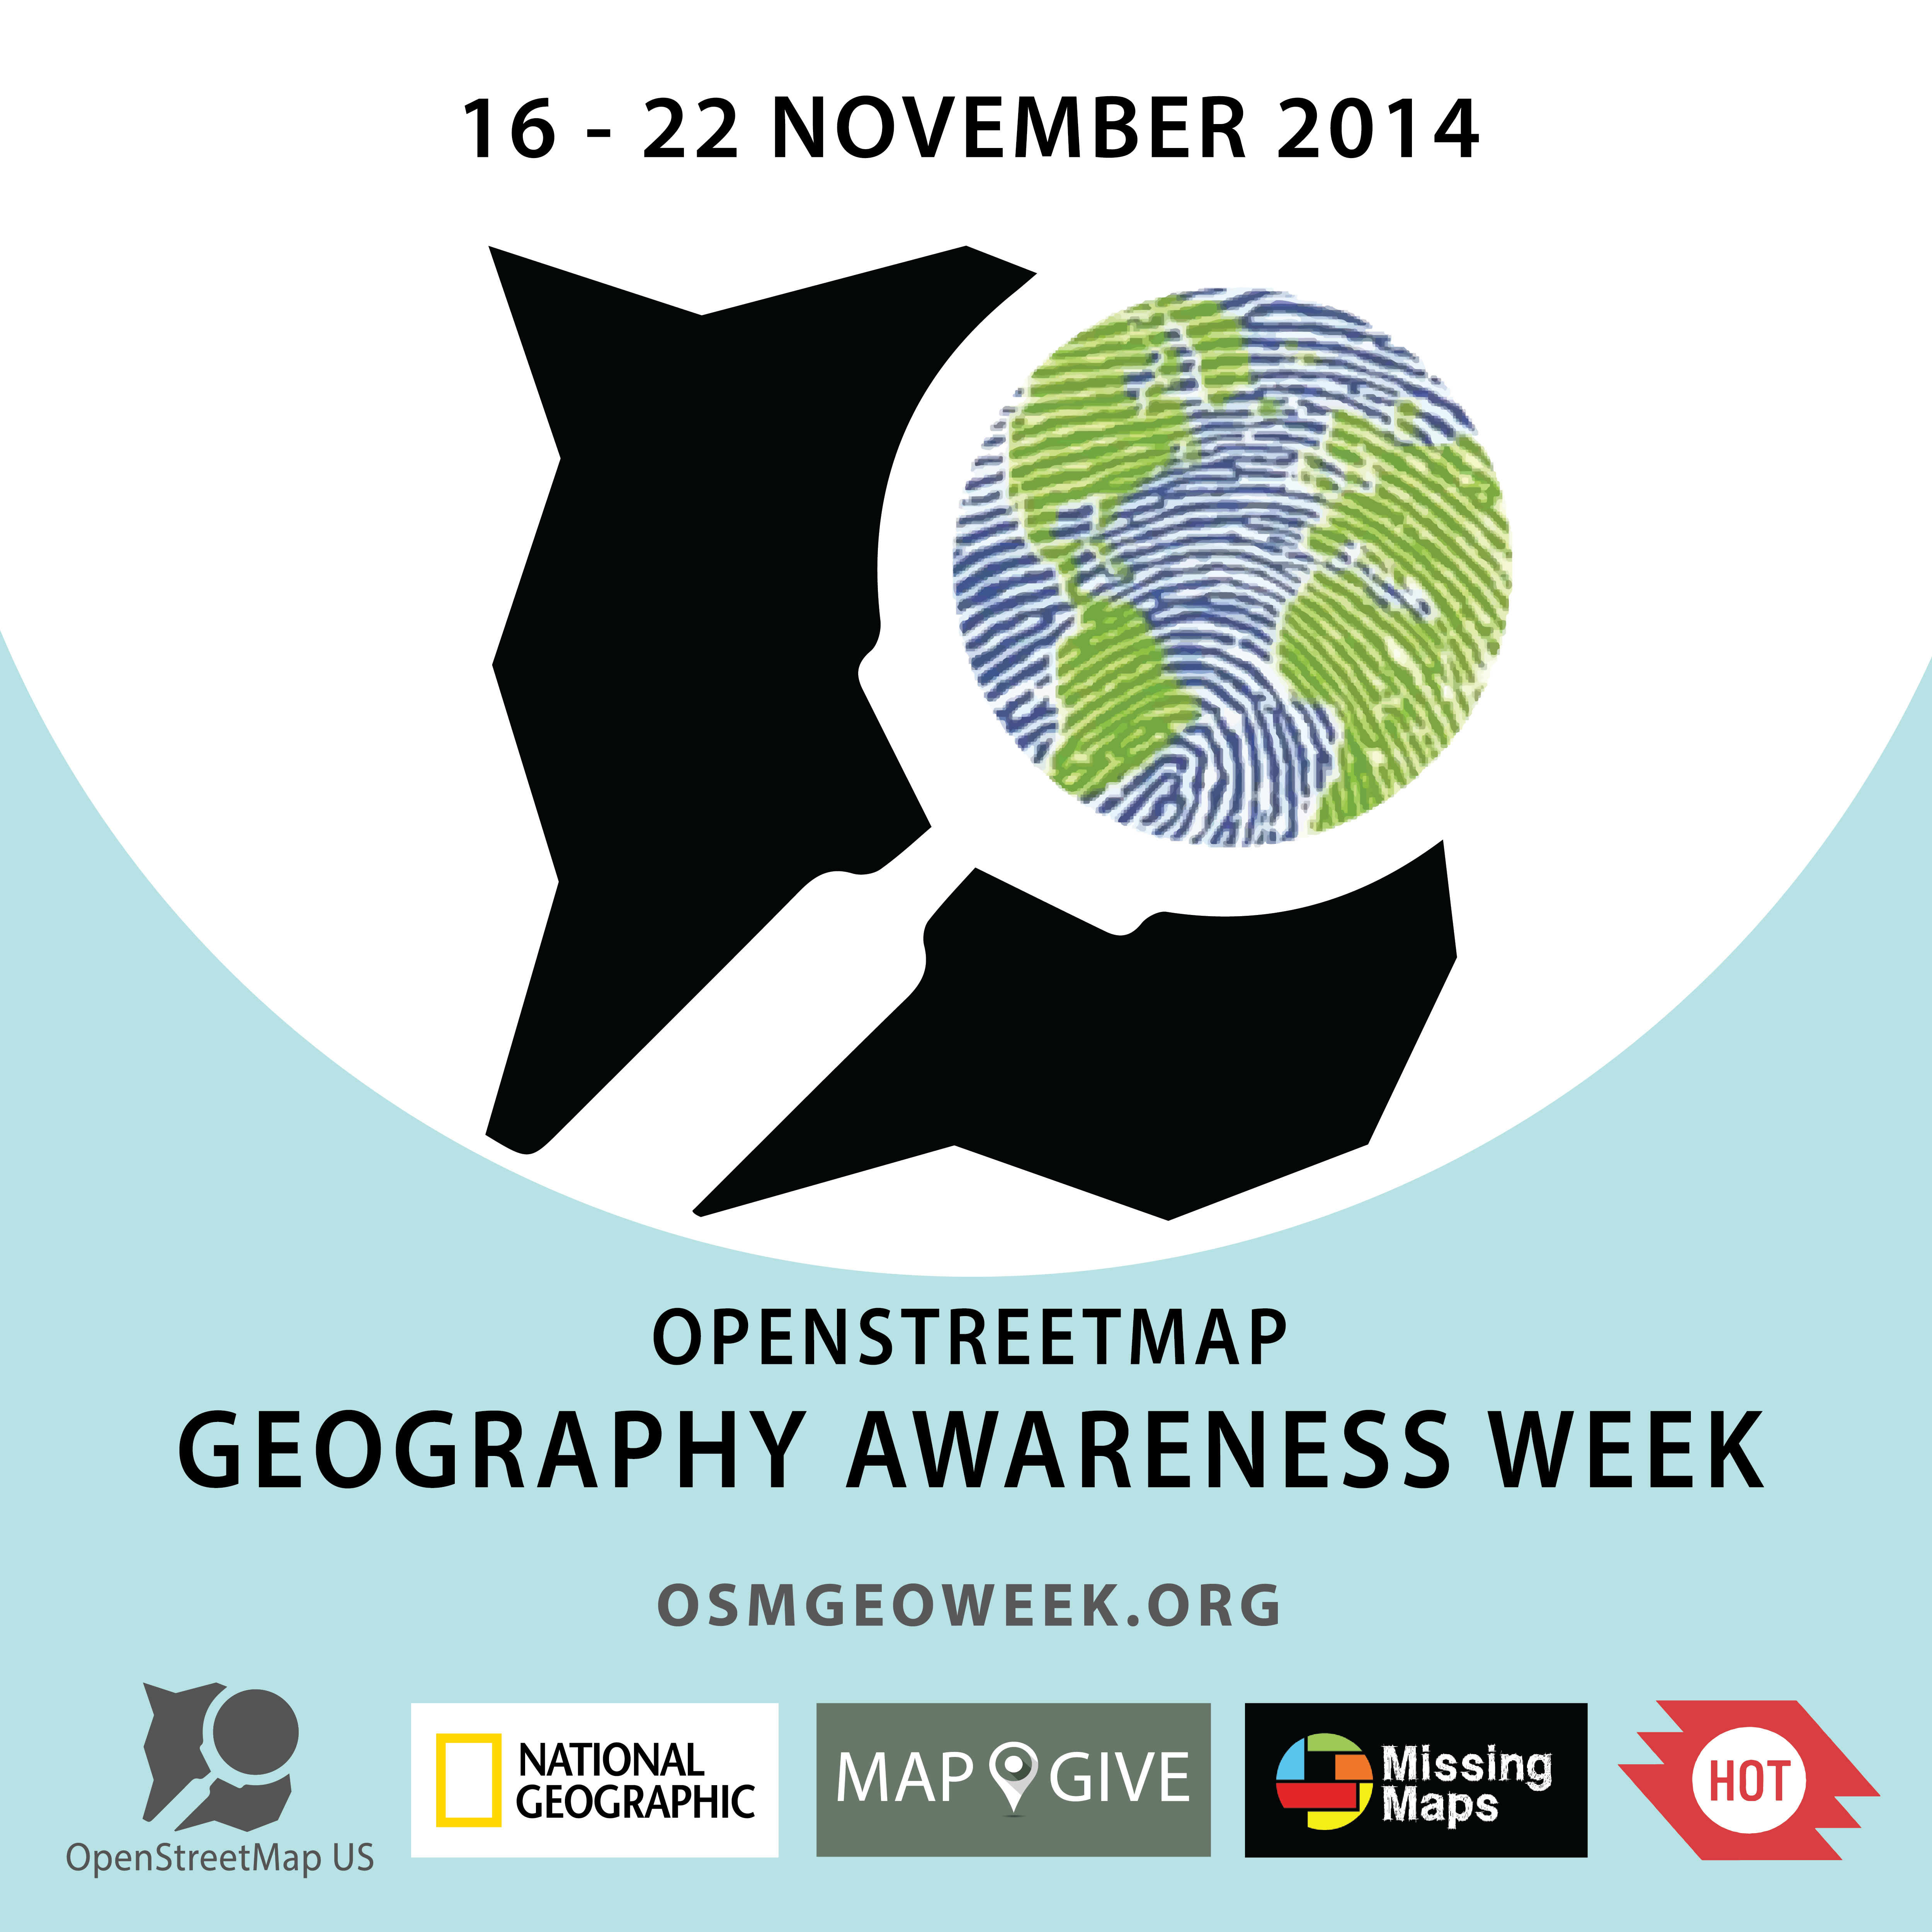 16 - 22 NOVEMBER 2014
OPENSTREETMAP
GEOGRAPHY AWARENESS WEEK
OSMGEOWEEK.ORG
OpenStreetMap US
NATIONAL
GEOGRAPHIC
MAP GIVE
Missing
Maps
HOT